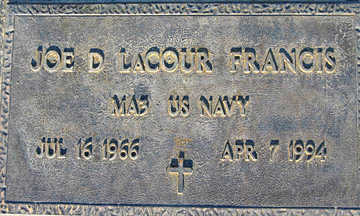 JOE D LACOUR FRANCIS
MA3 US NAVY
JUL 16 1966 APR 7 1994